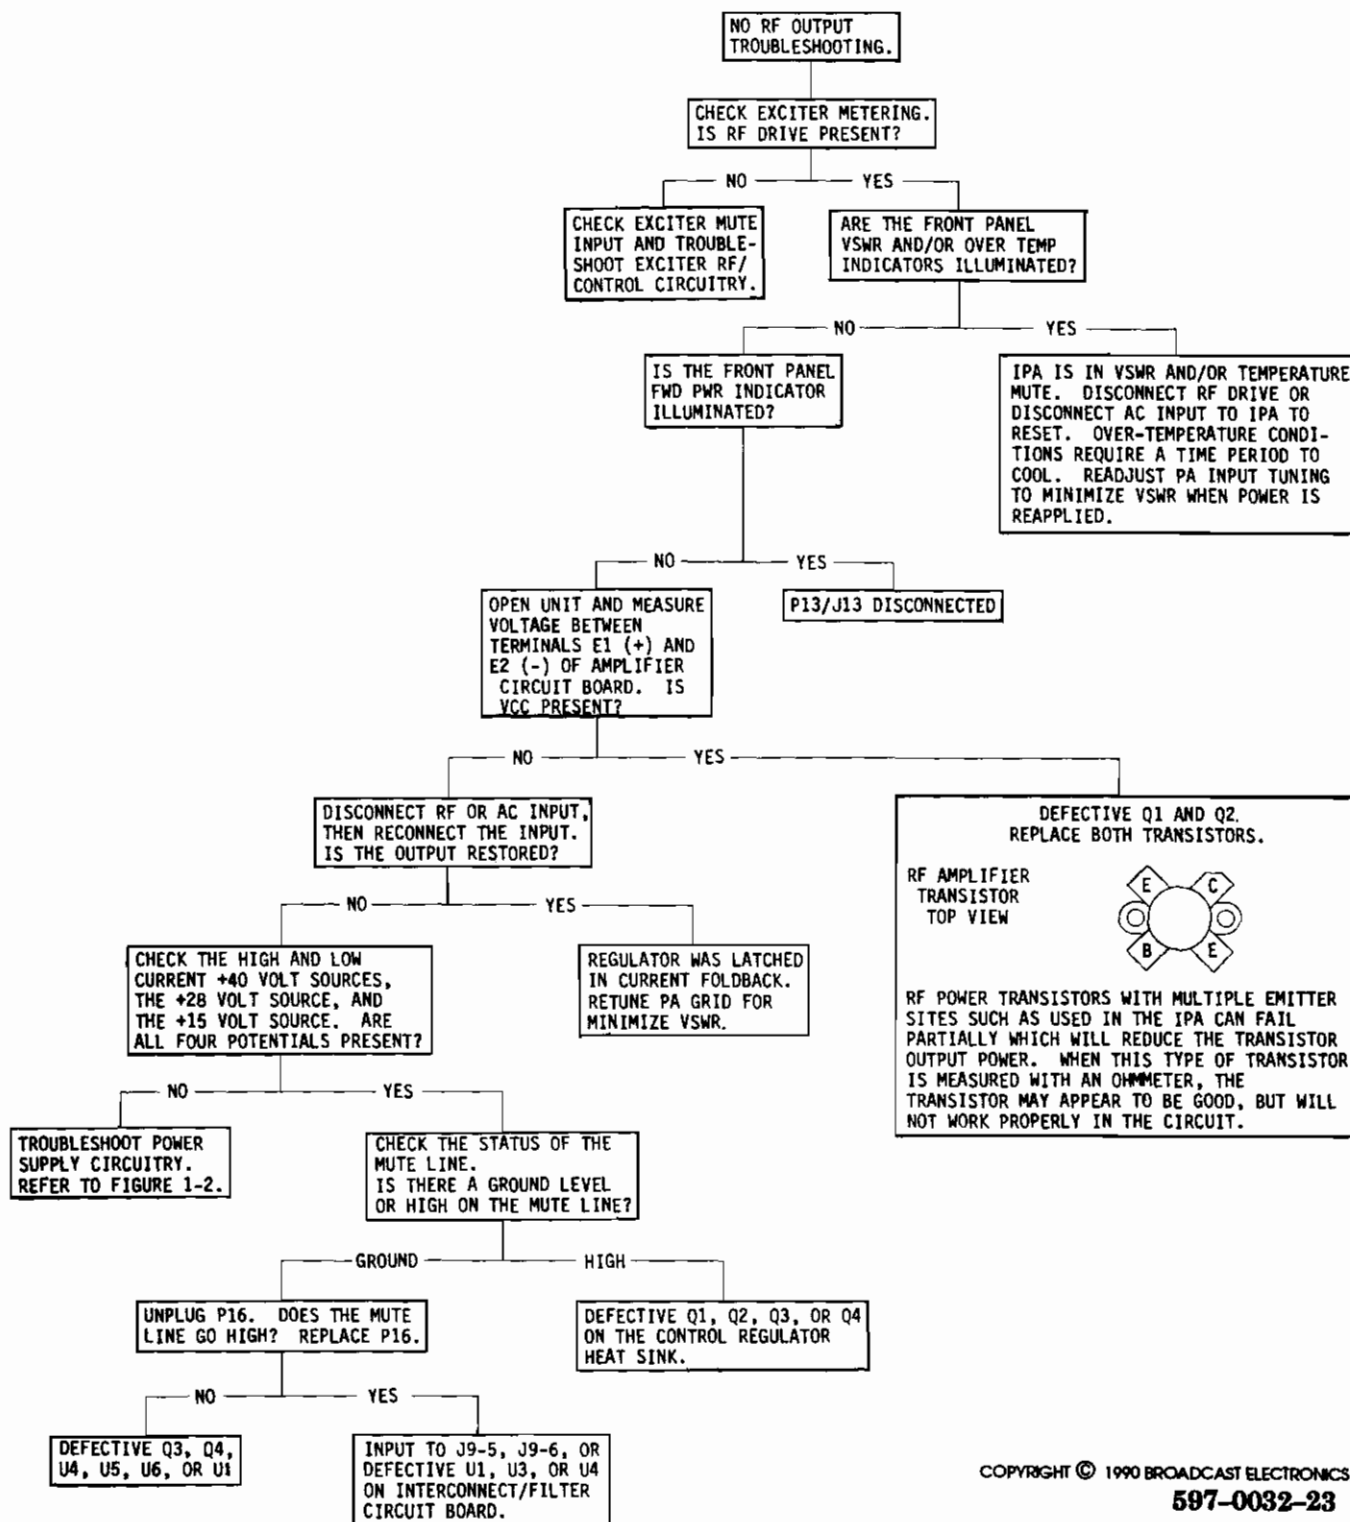 NO RF OUTPUT
TROUBLESHOOTING.
CHECK EXCITER METERING.
IS RF DRIVE PRESENT?
NO
YES
CHECK EXCITER MUTE
INPUT AND TROUBLE-
SHOOT EXCITER RF/
CONTROL CIRCUITRY.
ARE THE FRONT PANEL
VSWR AND/OR OVER TEMP
INDICATORS ILLUMINATED?
NO
YES
IS THE FRONT PANEL
FWD PWR INDICATOR
ILLUMINATED?
IPA IS IN VSWR AND/OR TEMPERATURE
MUTE. DISCONNECT RF DRIVE OR
DISCONNECT AC INPUT TO IPA TO
RESET. OVER-TEMPERATURE CONDI-
TIONS REQUIRE A TIME PERIOD TO
COOL. READJUST PA INPUT TUNING
TO MINIMIZE VSWR WHEN POWER IS
REAPPLIED.
NO
YES
OPEN UNIT AND MEASURE
VOLTAGE BETWEEN
TERMINALS E1 (+) AND
E2 (-) OF AMPLIFIER
CIRCUIT BOARD. IS
VCC PRESENT?
P13/J13 DISCONNECTED
NO
YES
DISCONNECT RF OR AC INPUT,
THEN RECONNECT THE INPUT.
IS THE OUTPUT RESTORED?
DEFECTIVE Q1 AND Q2.
REPLACE BOTH TRANSISTORS.
RF AMPLIFIER
TRANSISTOR
TOP VIEW
E
C
B
E
RF POWER TRANSISTORS WITH MULTIPLE EMITTER
SITES SUCH AS USED IN THE IPA CAN FAIL
PARTIALLY WHICH WILL REDUCE THE TRANSISTOR
OUTPUT POWER. WHEN THIS TYPE OF TRANSISTOR
IS MEASURED WITH AN OHMMETER, THE
TRANSISTOR MAY APPEAR TO BE GOOD, BUT WILL
NOT WORK PROPERLY IN THE CIRCUIT.
NO
YES
CHECK THE HIGH AND LOW
CURRENT +40 VOLT SOURCES,
THE +28 VOLT SOURCE, AND
THE +15 VOLT SOURCE. ARE
ALL FOUR POTENTIALS PRESENT?
REGULATOR WAS LATCHED
IN CURRENT FOLDBACK.
RETUNE PA GRID FOR
MINIMIZE VSWR.
NO
YES
TROUBLESHOOT POWER
SUPPLY CIRCUITRY.
REFER TO FIGURE 1-2.
CHECK THE STATUS OF THE
MUTE LINE.
IS THERE A GROUND LEVEL
OR HIGH ON THE MUTE LINE?
GROUND
HIGH
UNPLUG P16. DOES THE MUTE
LINE GO HIGH? REPLACE P16.
DEFECTIVE Q1, Q2, Q3, OR Q4
ON THE CONTROL REGULATOR
HEAT SINK.
NO
YES
DEFECTIVE Q3, Q4,
U4, U5, U6, OR U1
INPUT TO J9-5, J9-6, OR
DEFECTIVE U1, U3, OR U4
ON INTERCONNECT/FILTER
CIRCUIT BOARD.
COPYRIGHT © 1990 BROADCAST ELECTRONICS
597-0032-23